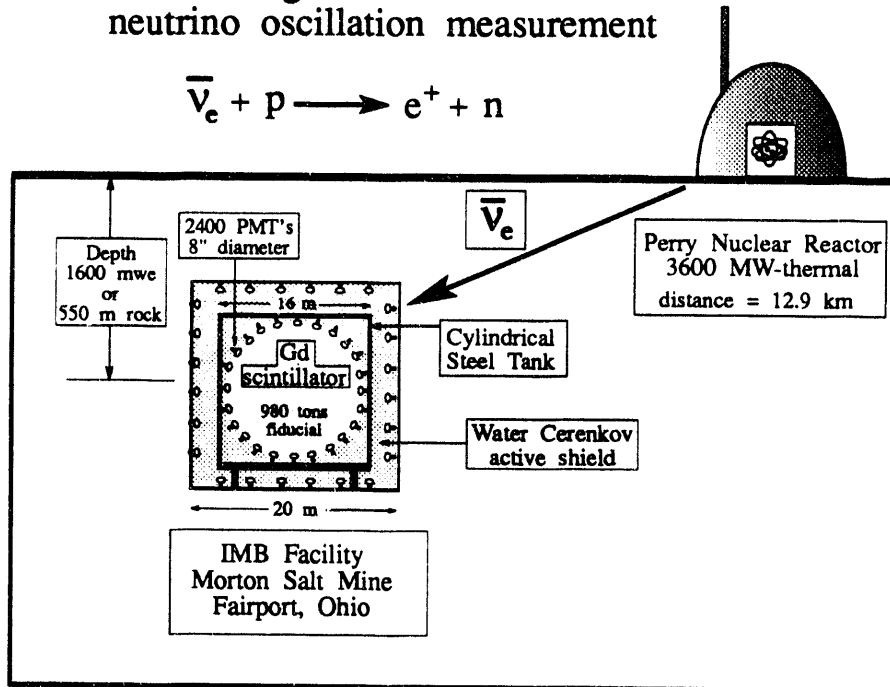 neutrino oscillation measurement
ν̅e + p ⟶ e⁺ + n
ν̅e
2400 PMT's
8" diameter
Depth
1600 mwe
or
550 m rock
Perry Nuclear Reactor
3600 MW-thermal
distance = 12.9 km
16 m
Gd
scintillator
980 tons
fiducial
Cylindrical
Steel Tank
Water Cerenkov
active shield
20 m
IMB Facility
Morton Salt Mine
Fairport, Ohio